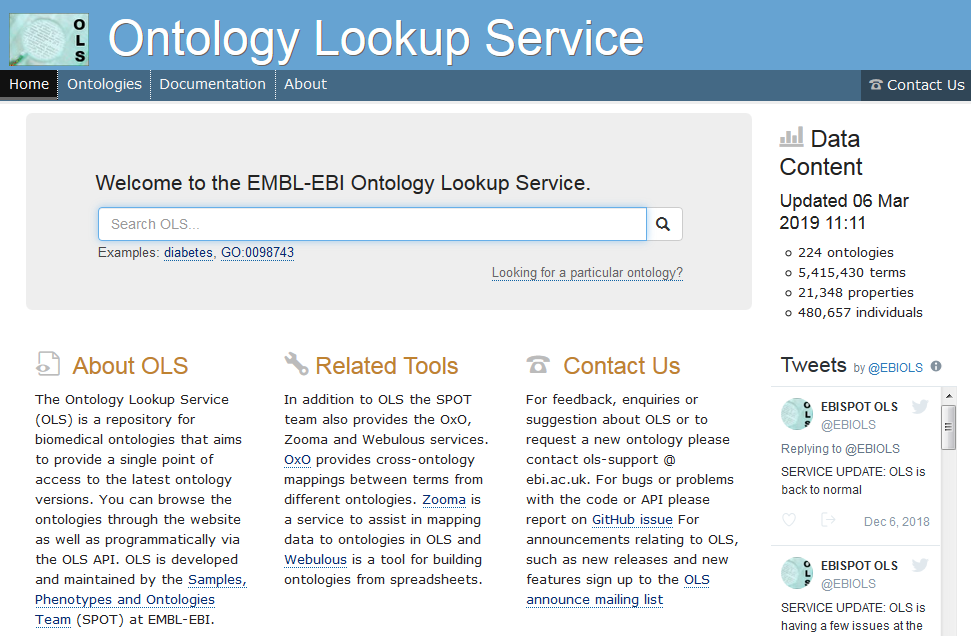 OLS
Ontology Lookup Service
Home
Ontologies
Documentation
About
Contact Us
Welcome to the EMBL-EBI Ontology Lookup Service.
Search OLS...
Examples: diabetes, GO:0098743
Looking for a particular ontology?
Data
Content
Updated 06 Mar
2019 11:11
224 ontologies
5,415,430 terms
21,348 properties
480,657 individuals
About OLS
The Ontology Lookup Service
(OLS) is a repository for
biomedical ontologies that aims
to provide a single point of
access to the latest ontology
versions. You can browse the
ontologies through the website
as well as programmatically via
the OLS API. OLS is developed
and maintained by the Samples,
Phenotypes and Ontologies
Team (SPOT) at EMBL-EBI.
Related Tools
In addition to OLS the SPOT
team also provides the OxO,
Zooma and Webulous services.
OxO provides cross-ontology
mappings between terms from
different ontologies. Zooma is
a service to assist in mapping
data to ontologies in OLS and
Webulous is a tool for building
ontologies from spreadsheets.
Contact Us
For feedback, enquiries or
suggestion about OLS or to
request a new ontology please
contact ols-support @
ebi.ac.uk. For bugs or problems
with the code or API please
report on GitHub issue For
announcements relating to OLS,
such as new releases and new
features sign up to the OLS
announce mailing list
Tweets by @EBIOLS
EBISPOT OLS
@EBIOLS
Replying to @EBIOLS
SERVICE UPDATE: OLS is
back to normal
Dec 6, 2018
EBISPOT OLS
@EBIOLS
SERVICE UPDATE: OLS is
having a few issues at the